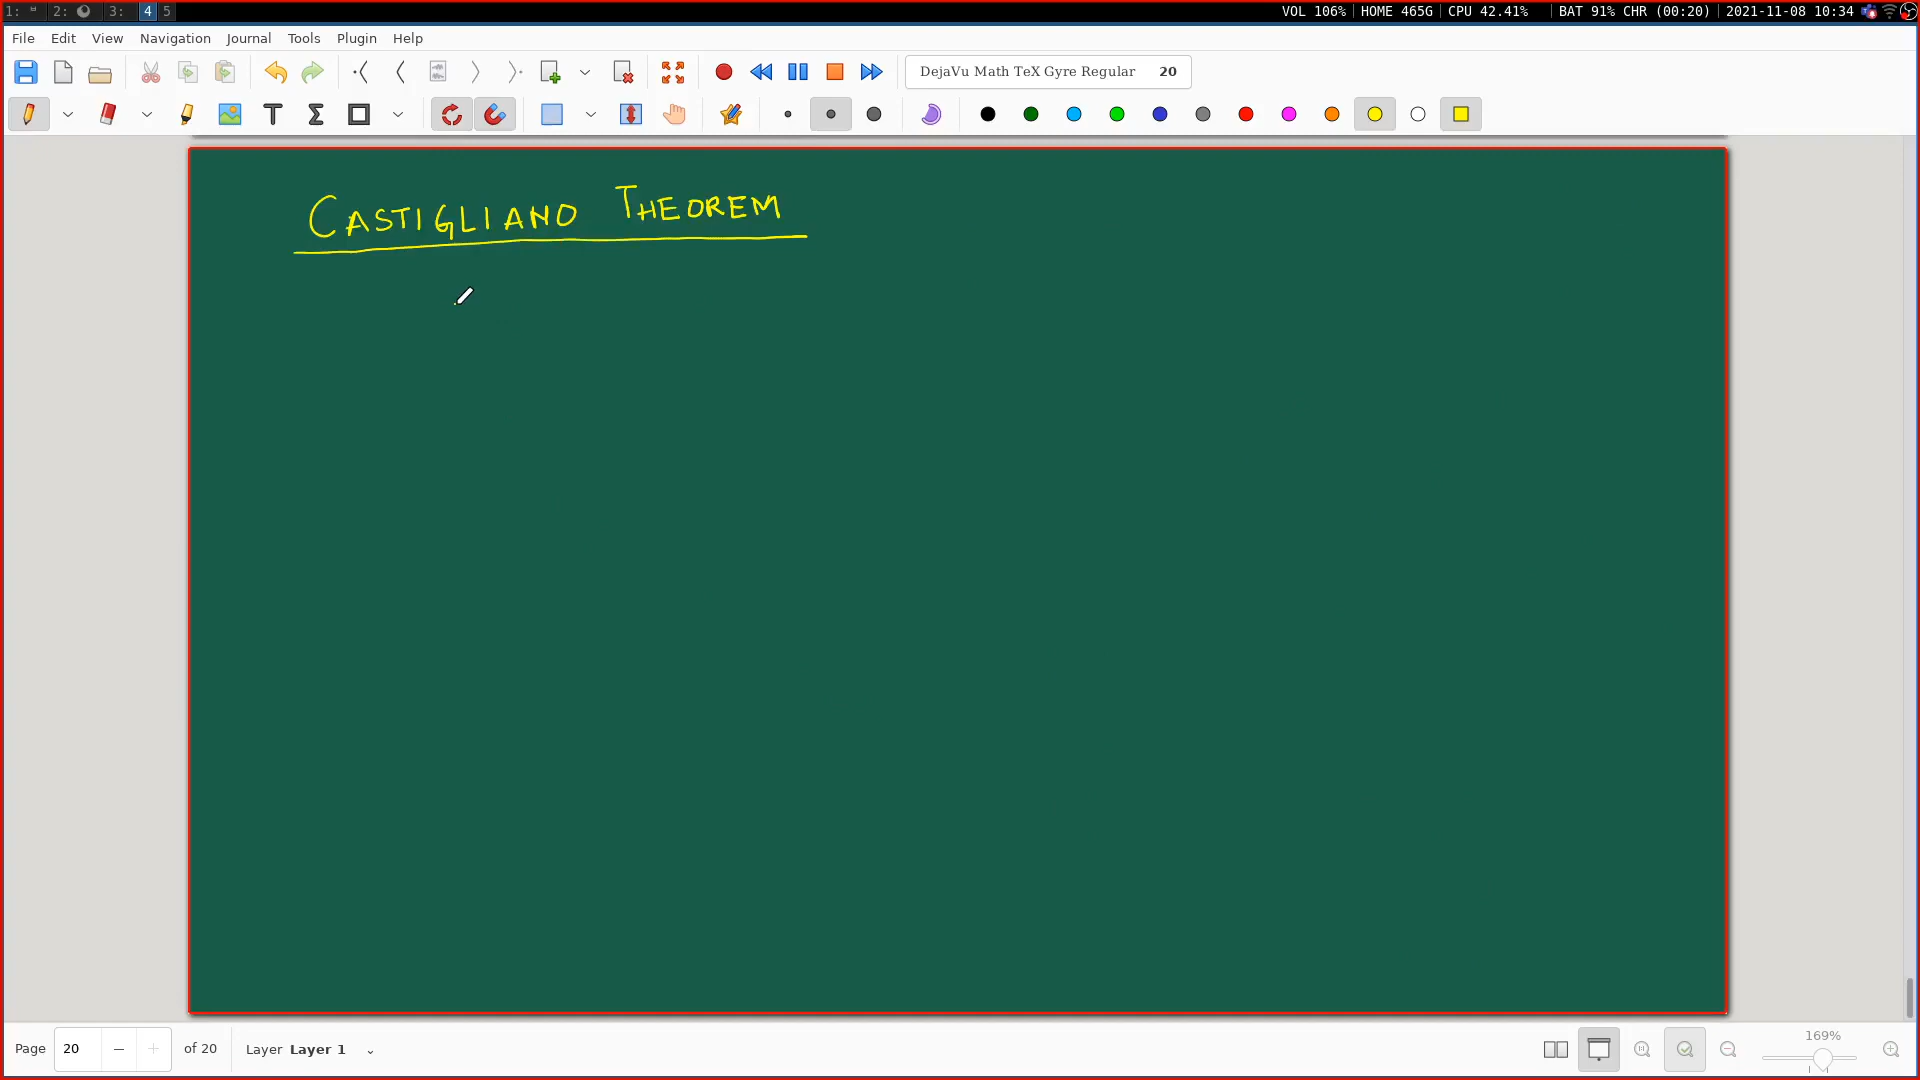 1: 2: 3: 4 5 VOL 106% HOME 465G CPU 42.41% BAT 91% CHR (00:20) 2021-11-08 10:34
File Edit View Navigation Journal Tools Plugin Help
DejaVu Math TeX Gyre Regular 20
CASTIGLIANO THEOREM
Page 20 of 20 Layer Layer 1 169%